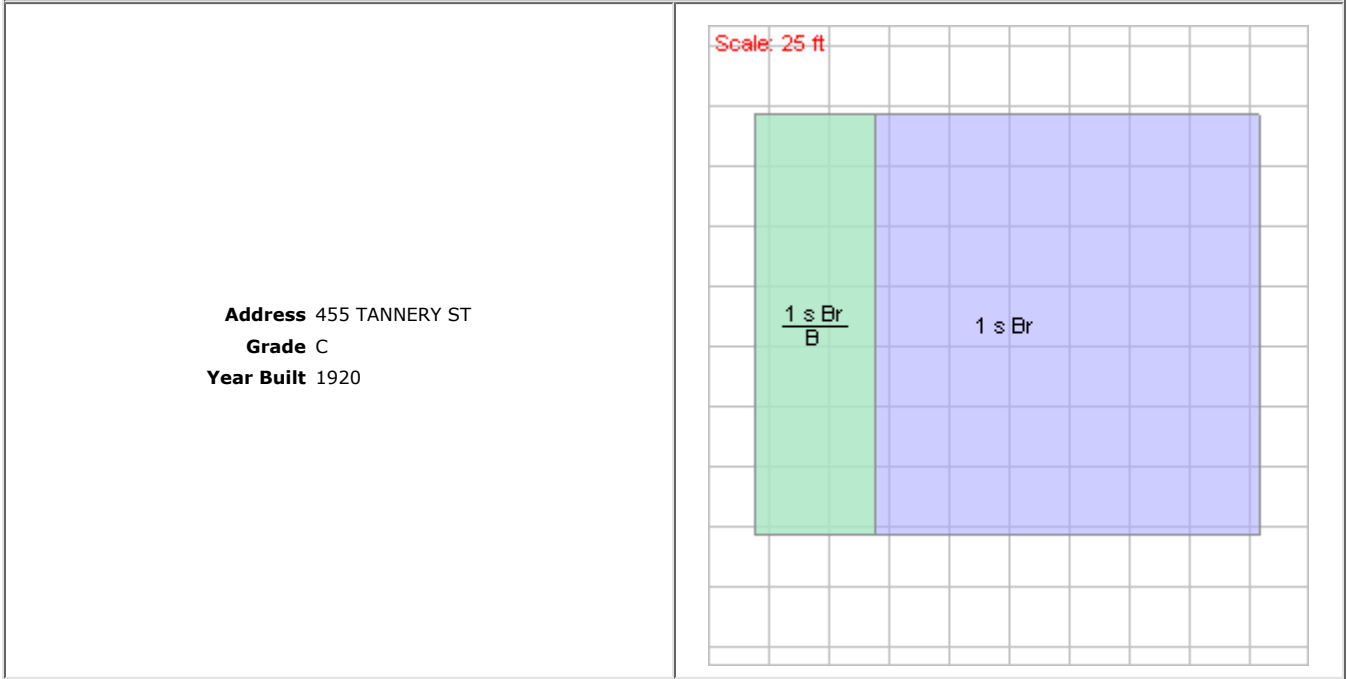 Address 455 TANNERY ST
Grade C
Year Built 1920
Scale: 25 ft
1 s Br
B
1 s Br